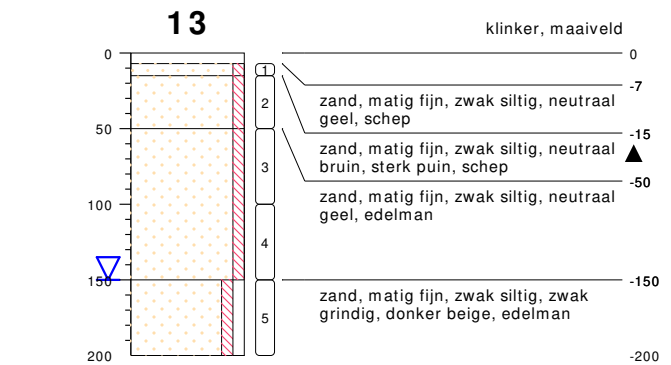 13
klinker, maaiveld
0
0
1
-7
zand, matig fijn, zwak siltig, neutraal
geel, schep
2
-15
50
zand, matig fijn, zwak siltig, neutraal
bruin, sterk puin, schep
3
-50
100
zand, matig fijn, zwak siltig, neutraal
geel, edelman
4
150
-150
zand, matig fijn, zwak siltig, zwak
grindig, donker beige, edelman
5
200
-200